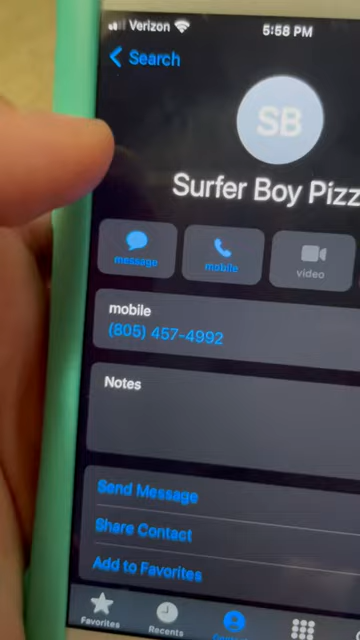 Verizon 5:58 PM
Search
SB
Surfer Boy Pizz
message mobile video
mobile
(805) 457-4992
Notes
Send Message
Share Contact
Add to Favorites
Favorites Recents